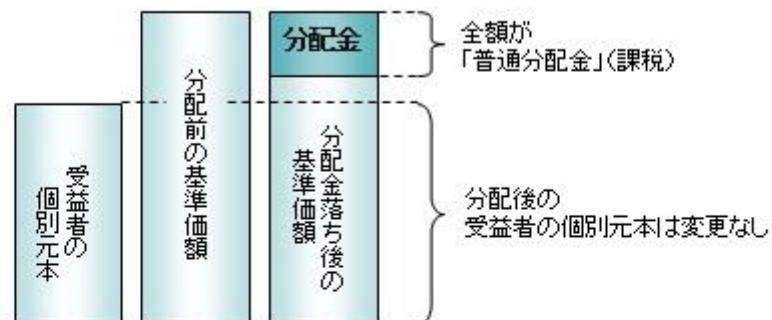 受益者の
個別元本
分配前の基準価額
分配金
分配金落ち後の
基準価額
全額が
「普通分配金」(課税)
分配後の
受益者の個別元本は変更なし